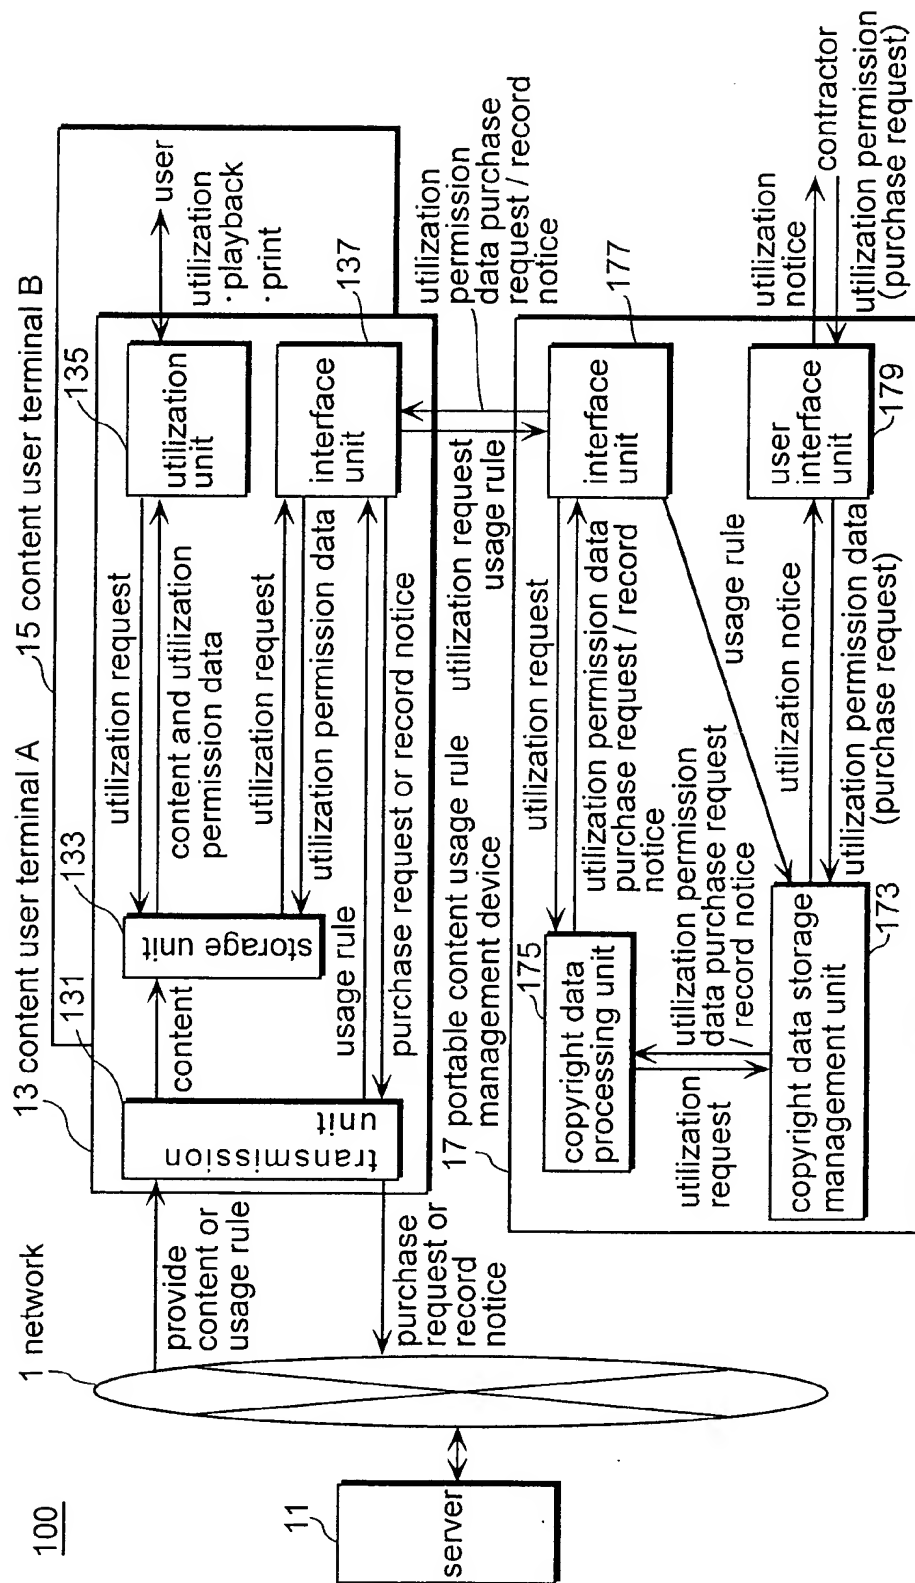 100
11
server
1 network
provide
content or
usage rule
purchase
request or
record
notice
13 content user terminal A
15 content user terminal B
131
transmission
unit
content
133
storage unit
utilization request
content and utilization
permission data
135
utilization
unit
user
utilization
·playback
·print
utilization request
utilization permission data
usage rule
purchase request or record notice
137
interface
unit
utilization request
usage rule
utilization
permission
data purchase
request / record
notice
17 portable content usage rule
management device
175
copyright data
processing unit
utilization request
utilization permission data
purchase request / record
notice
177
interface
unit
utilization
request
utilization permission
data purchase request
/ record notice
usage rule
copyright data storage
management unit
173
utilization notice
utilization permission data
(purchase request)
user
interface
unit
179
utilization
notice
contractor
utilization permission
(purchase request)